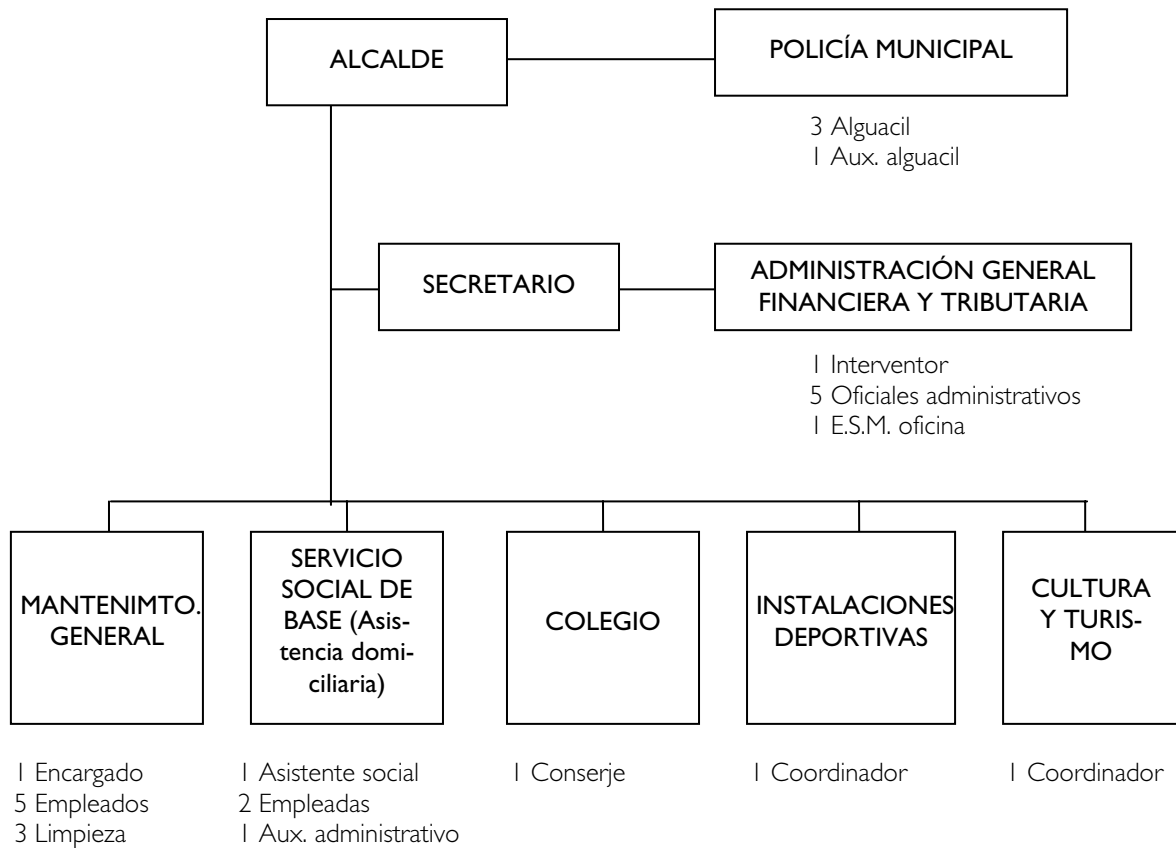 ALCALDE
POLICÍA MUNICIPAL
3 Alguacil
1 Aux. alguacil
SECRETARIO
ADMINISTRACIÓN GENERAL
FINANCIERA Y TRIBUTARIA
1 Interventor
5 Oficiales administrativos
1 E.S.M. oficina
MANTENIMTO.
GENERAL
SERVICIO
SOCIAL DE
BASE (Asis-
tencia domi-
ciliaria)
COLEGIO
INSTALACIONES
DEPORTIVAS
CULTURA
Y TURIS-
MO
1 Encargado
5 Empleados
3 Limpieza
1 Asistente social
2 Empleadas
1 Aux. administrativo
1 Conserje
1 Coordinador
1 Coordinador